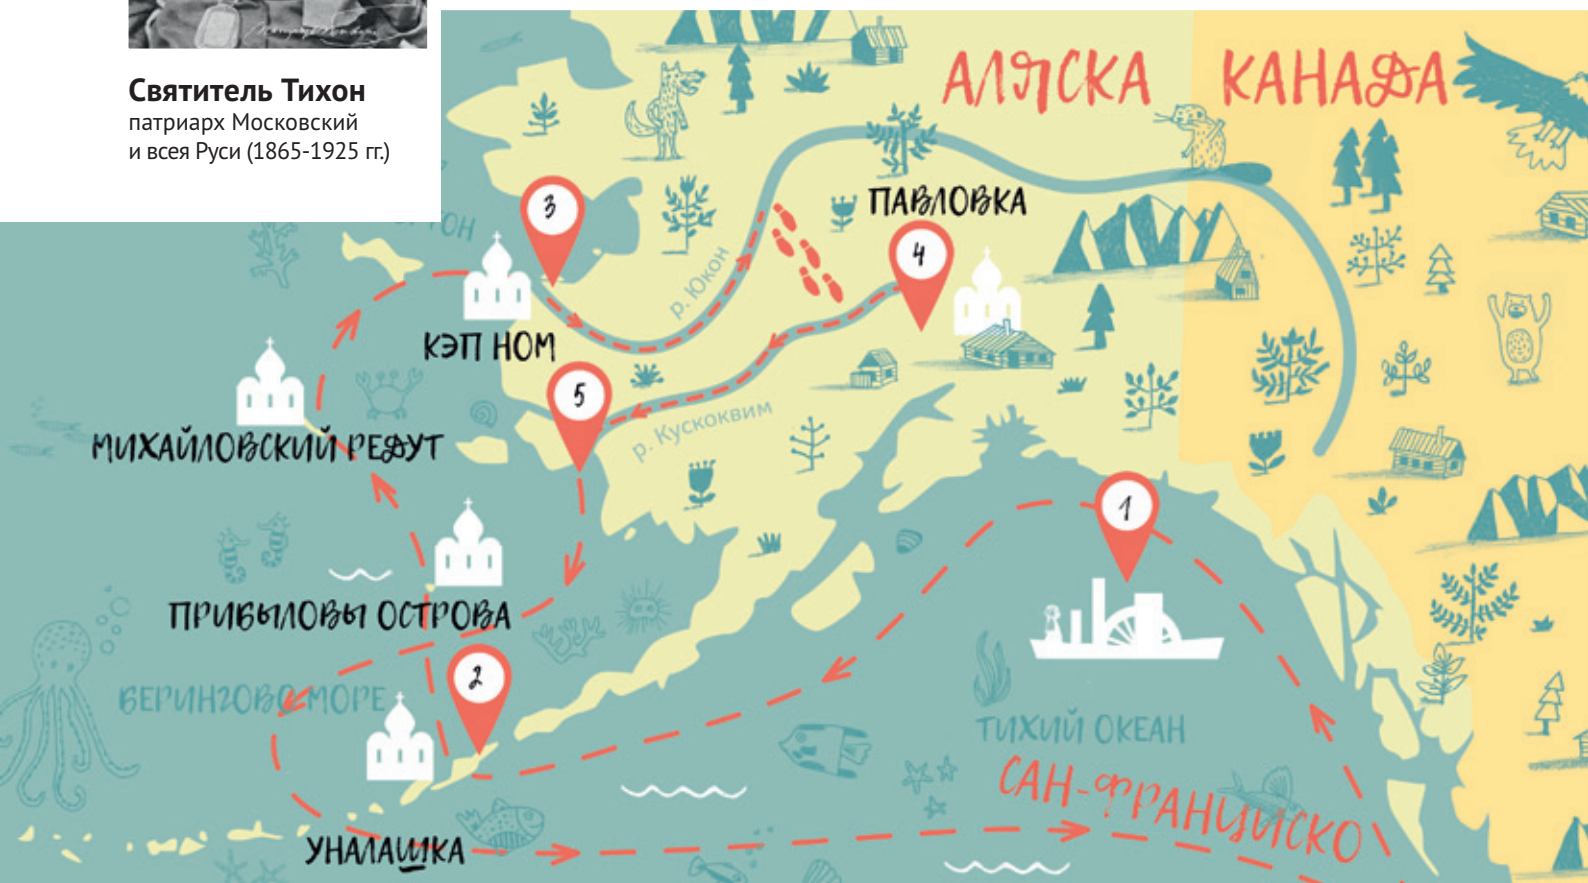 Святитель Тихон
патриарх Московский
и всея Руси (1865-1925 гг.)
АЛЯСКА
КАНАДА
3
ПАВЛОВКА
4
р. Юкон
КЭП НОМ
5
р. Кускоквим
МИХАЙЛОВСКИЙ РЕДУТ
1
ПРИБЫЛОВЫ ОСТРОВА
2
БЕРИНГОВО МОРЕ
ТИХИЙ ОКЕАН
САН-ФРАНЦИСКО
УНАЛАШКА